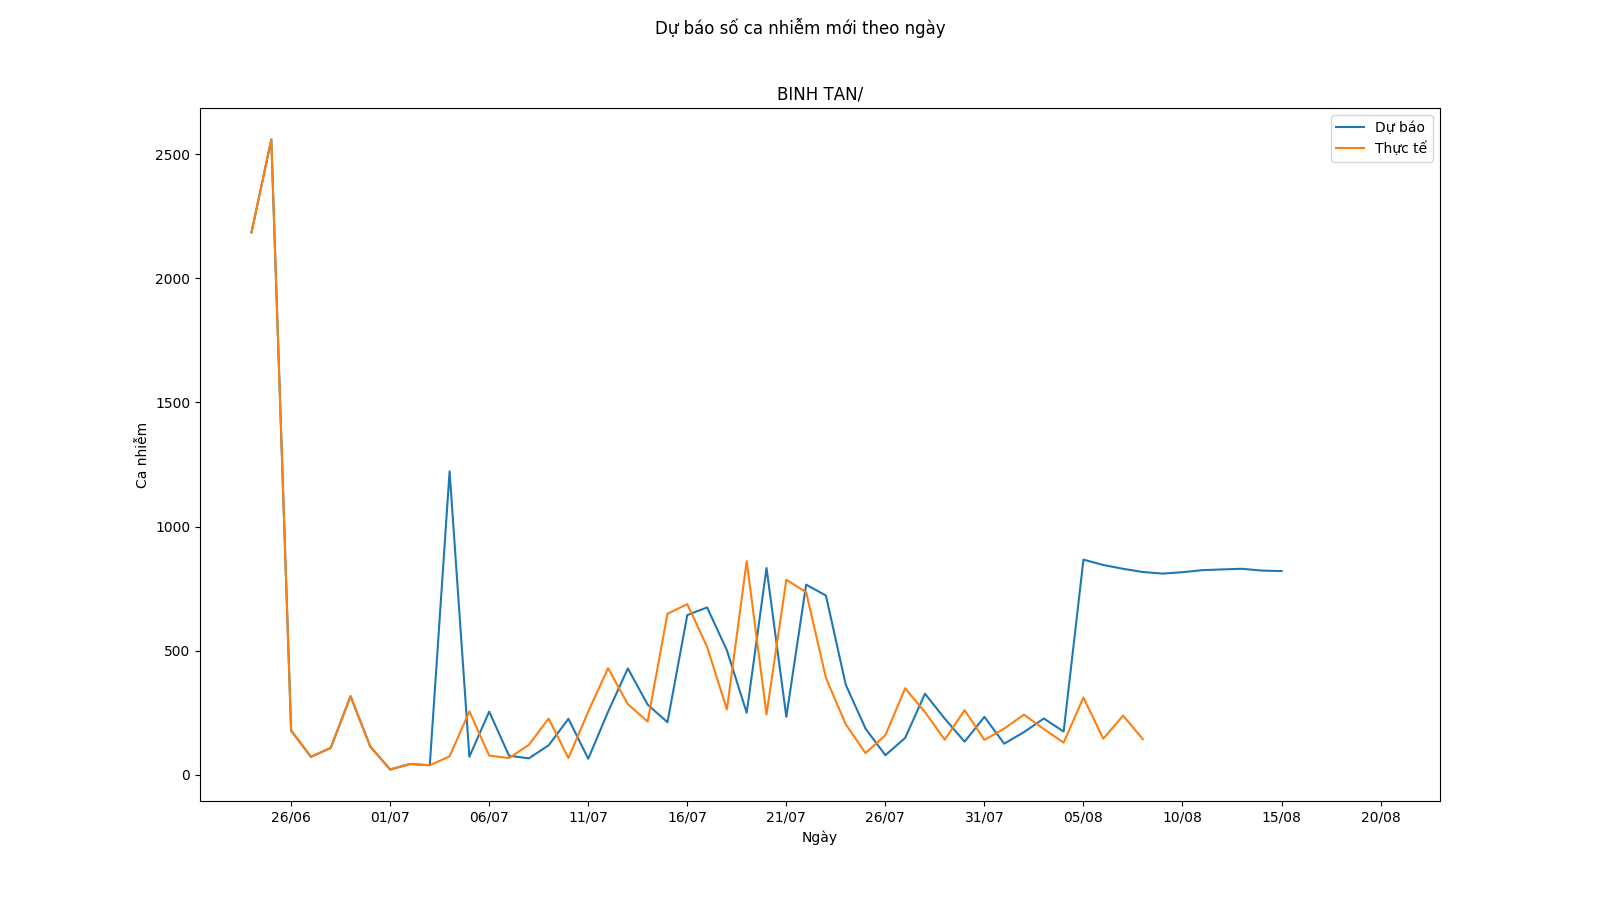 Dự báo số ca nhiễm mới theo ngày
BINH TAN/
Dự báo
Thực tế
2500
2000
1500
1000
500
0
Ca nhiễm
26/06 01/07 06/07 11/07 16/07 21/07 26/07 31/07 05/08 10/08 15/08 20/08
Ngày